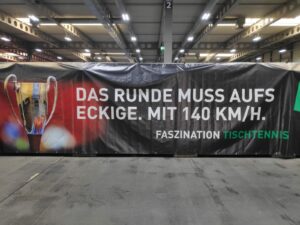 DAS RUNDE MUSS AUFS
ECKIGE. MIT 140 KM/H.
FASZINATION TISCHTENNIS